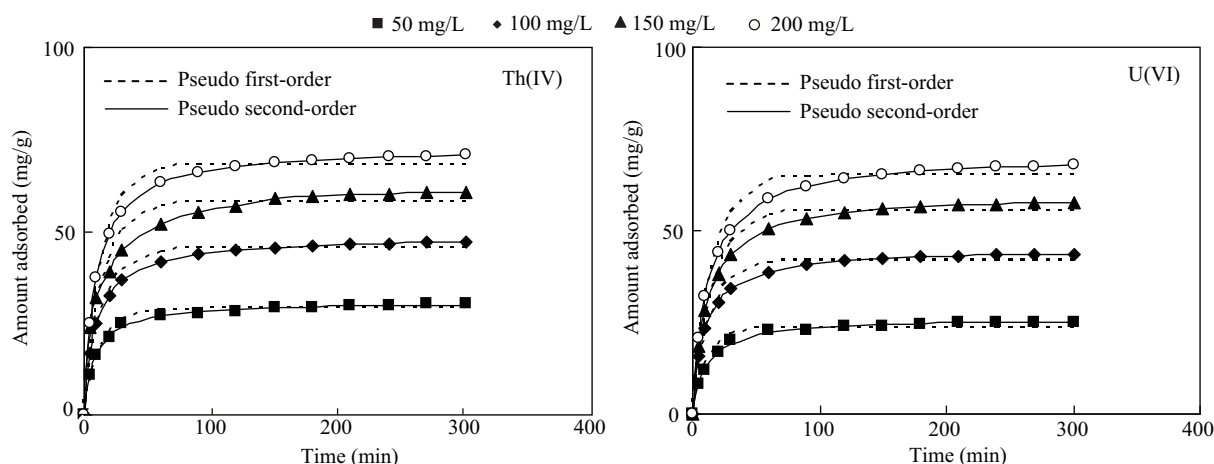 50 mg/L 100 mg/L 150 mg/L 200 mg/L
100
Pseudo first-order
Pseudo second-order
Th(IV)
50
0
0 100 200 300 400
Time (min)
Amount adsorbed (mg/g)
100
Pseudo first-order
Pseudo second-order
U(VI)
50
0
0 100 200 300 400
Time (min)
Amount adsorbed (mg/g)